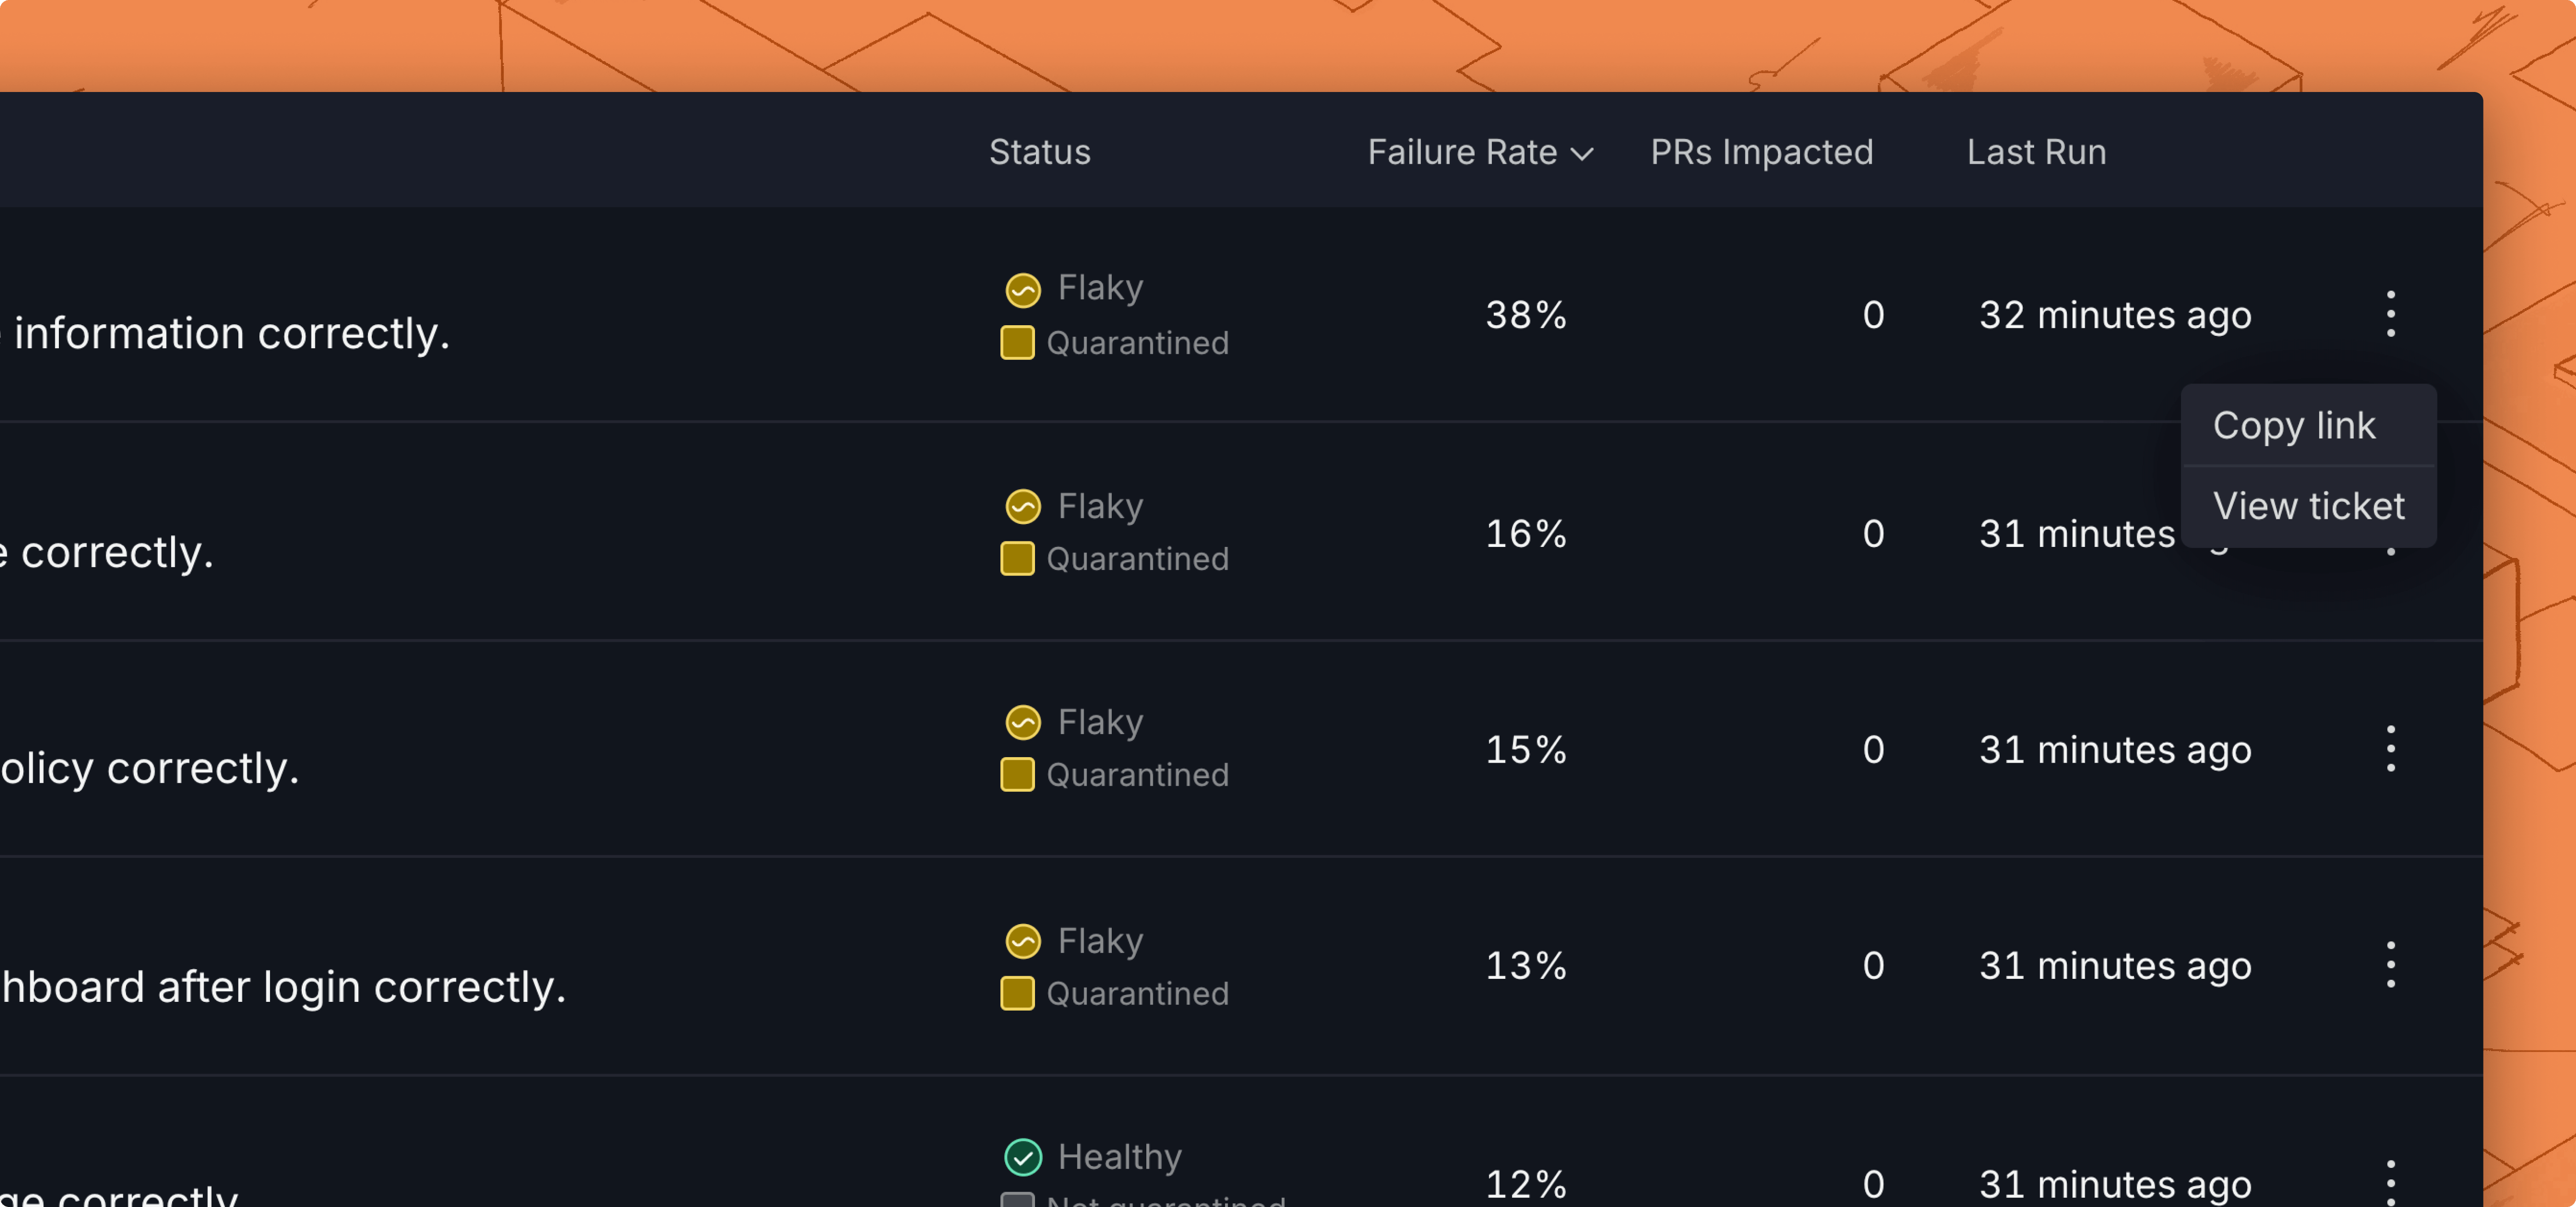 Status Failure Rate PRs Impacted Last Run
Flaky
information correctly. 38% 0 32 minutes ago
Quarantined
Copy link
Flaky View ticket
correctly. 16% 0 31 minutes
Quarantined
Flaky
olicy correctly. 15% 0 31 minutes ago
Quarantined
Flaky
hboard after login correctly. 13% 0 31 minutes ago
Quarantined
Healthy
ge correctly 12% 0 31 minutes ago
Not quarantined